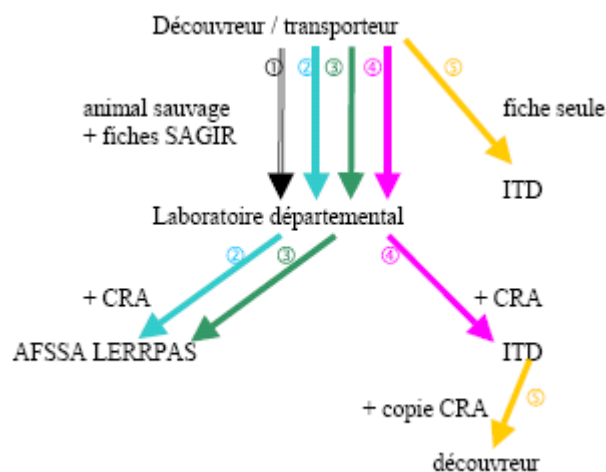 Découvreur / transporteur
① ② ③ ④ ⑤
animal sauvage
+ fiches SAGIR
fiche seule
ITD
Laboratoire départemental
② ③ ④
+ CRA
+ CRA
AFSSA LERRPAS
ITD
+ copie CRA
⑤
découvreur